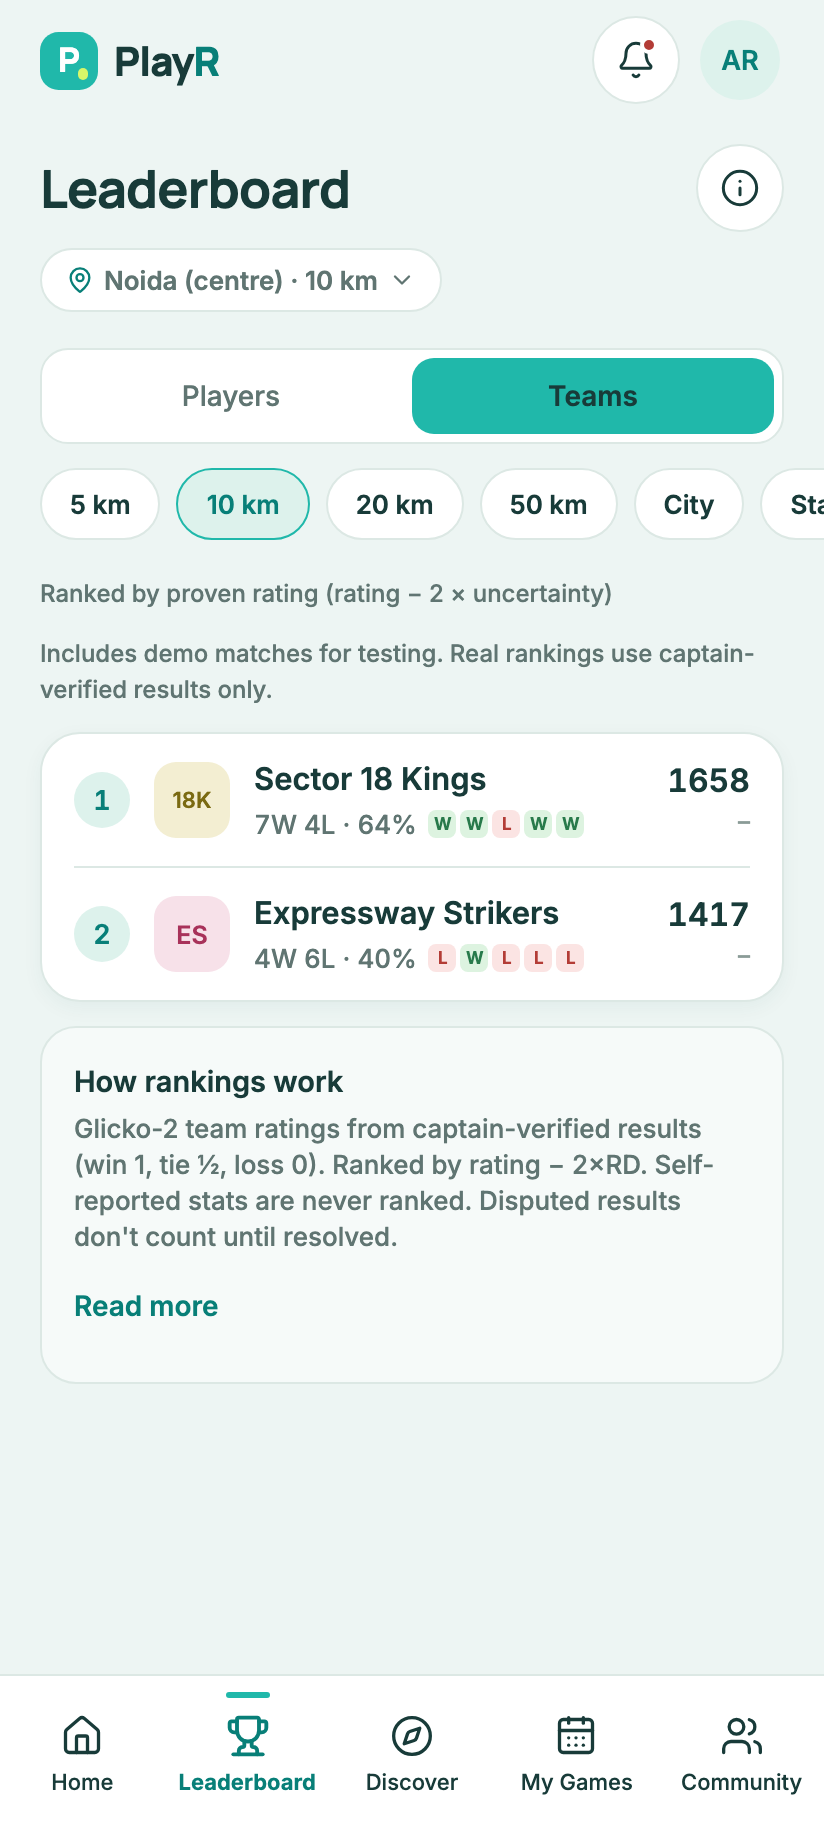 P.
PlayR
AR
Leaderboard
Noida (centre) · 10 km
Players
Teams
5 km
10 km
20 km
50 km
City
Sta
Ranked by proven rating (rating − 2 × uncertainty)
Includes demo matches for testing. Real rankings use captain-
verified results only.
1
18K
Sector 18 Kings
1658
7W 4L · 64% W W L W W
–
2
ES
Expressway Strikers
1417
4W 6L · 40% L W L L L
–
How rankings work
Glicko-2 team ratings from captain-verified results
(win 1, tie ½, loss 0). Ranked by rating − 2×RD. Self-
reported stats are never ranked. Disputed results
don't count until resolved.
Read more
Home
Leaderboard
Discover
My Games
Community